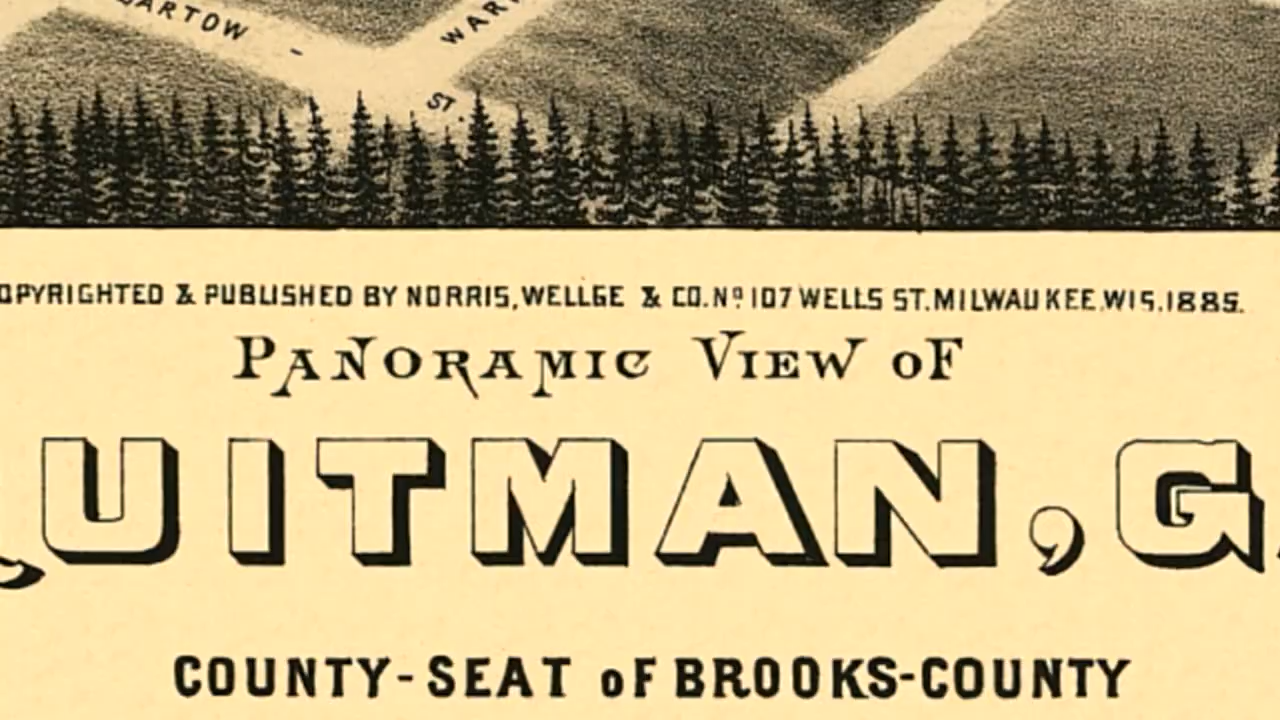 BARTOW
WAR
ST.
OPYRIGHTED & PUBLISHED BY NORRIS, WELLGE & CO. Nº 107 WELLS ST. MILWAUKEE, WIS. 1885.
PANORAMIC VIEW OF
UITMAN, G
COUNTY-SEAT OF BROOKS-COUNTY